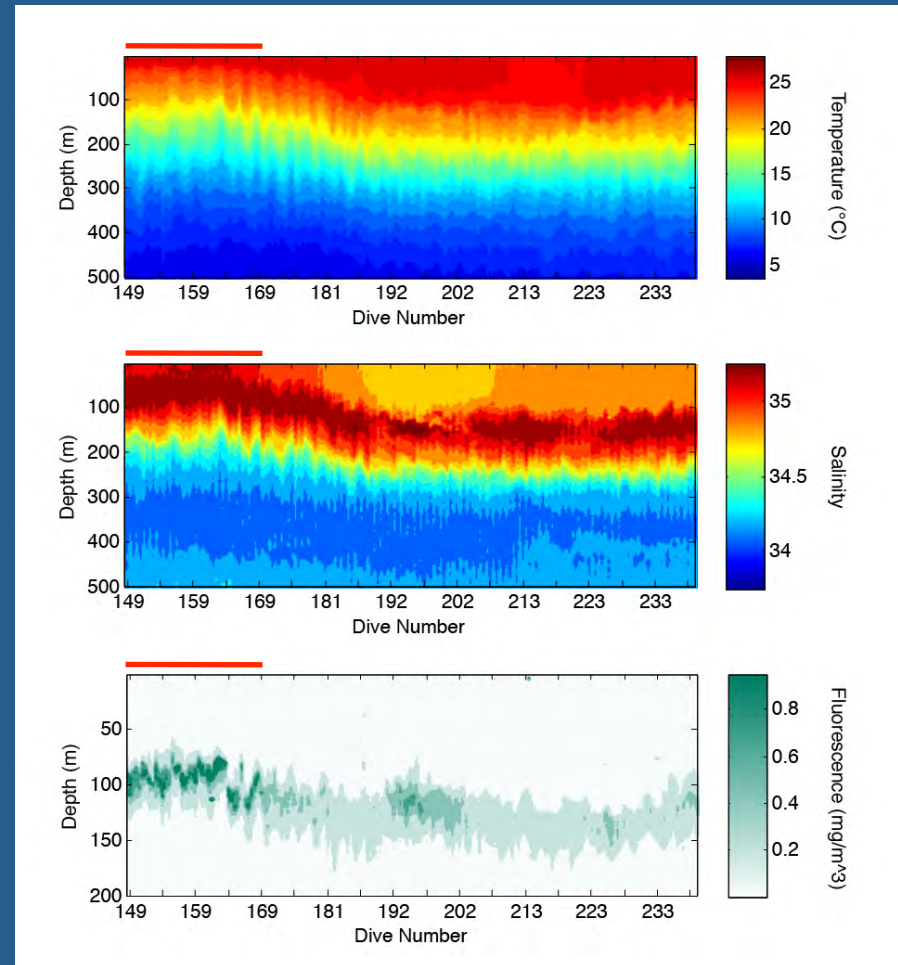 100
200
300
400
500
Depth (m)
149 159 169 181 192 202 213 223 233
Dive Number
25
20
15
10
5
Temperature (°C)
100
200
300
400
500
Depth (m)
149 159 169 181 192 202 213 223 233
Dive Number
35
34.5
34
Salinity
50
100
150
200
Depth (m)
149 159 169 181 192 202 213 223 233
Dive Number
0.8
0.6
0.4
0.2
Fluorescence (mg/m^3)